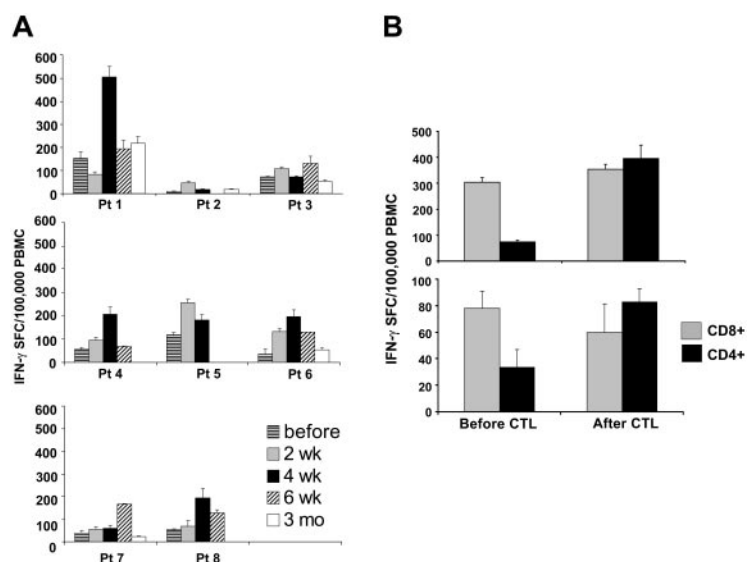 A
B
IFN-γ SFC/100,000 PBMC
600
500
400
300
200
100
0
Pt 1 Pt 2 Pt 3
600
500
400
300
200
100
0
Pt 4 Pt 5 Pt 6
600
500
400
300
200
100
0
Pt 7 Pt 8
before
2 wk
4 wk
6 wk
3 mo
IFN-γ SFC/100,000 PBMC
500
400
300
200
100
0
100
80
60
40
20
0
Before CTL After CTL
CD8+
CD4+